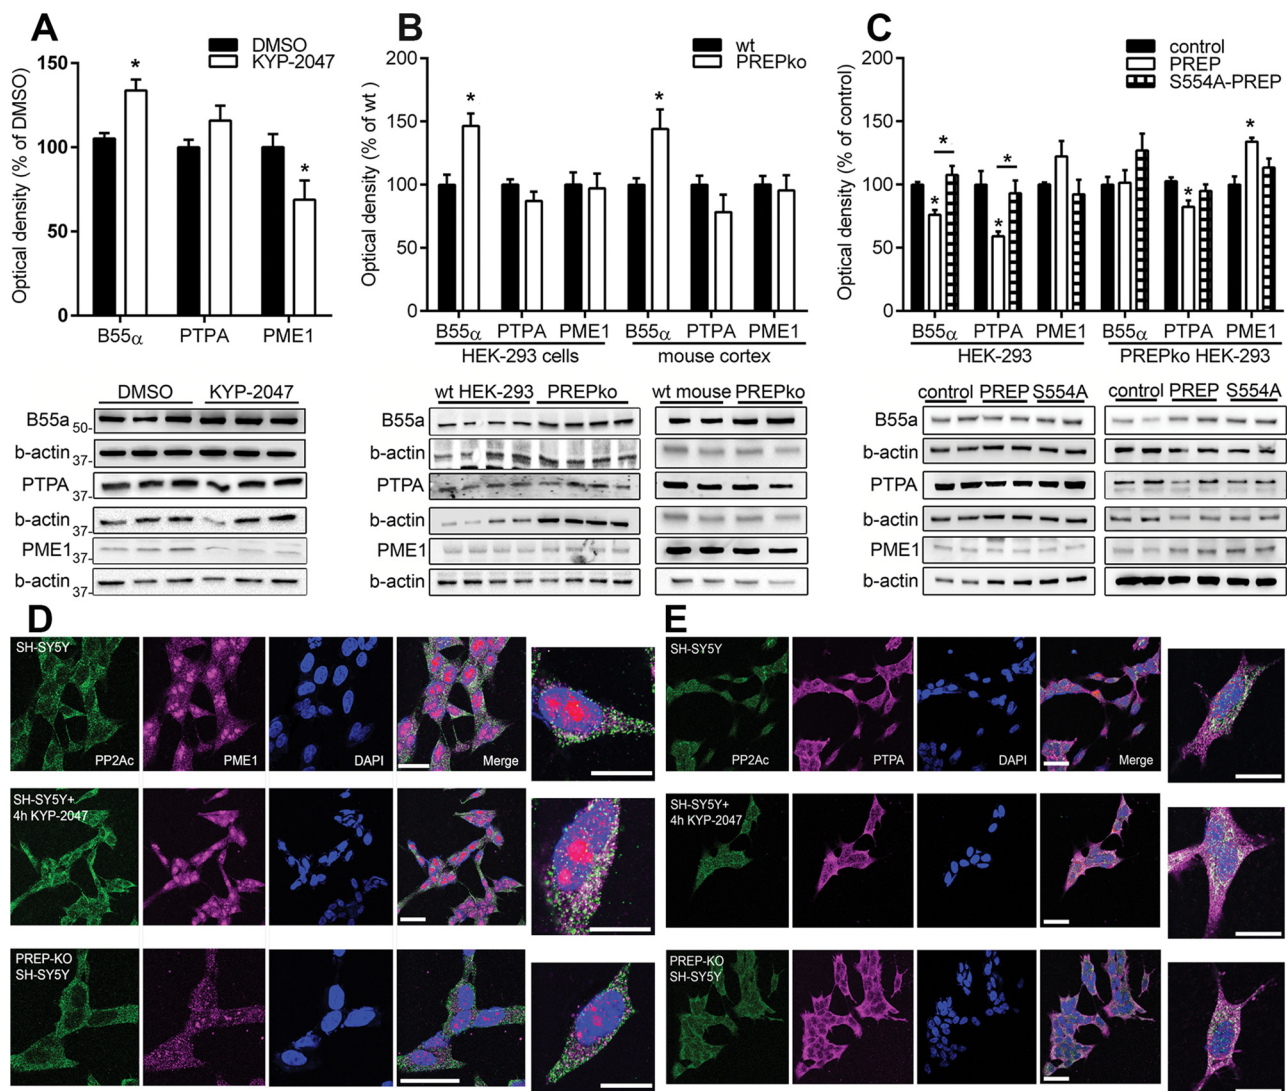 A
DMSO
KYP-2047
Optical density (% of DMSO)
150
100
50
0
*
*
B55α PTPA PME1
DMSO KYP-2047
B55a
50-
b-actin
37-
PTPA
37-
b-actin
37-
PME1
37-
b-actin
37-
B
wt
PREPko
Optical density (% of wt )
200
150
100
50
0
*
*
B55α PTPA PME1 B55α PTPA PME1
HEK-293 cells mouse cortex
wt HEK-293 PREPko wt mouse PREPko
B55a
b-actin
PTPA
b-actin
PME1
b-actin
C
control
PREP
S554A-PREP
Optical density (% of control)
200
150
100
50
0
*
*
*
*
*
*
B55α PTPA PME1 B55α PTPA PME1
HEK-293 PREPko HEK-293
control PREP S554A control PREP S554A
B55a
b-actin
PTPA
b-actin
PME1
b-actin
D
SH-SY5Y
PP2Ac PME1 DAPI Merge
SH-SY5Y+
4h KYP-2047
PREP-KO
SH-SY5Y
E
SH-SY5Y
PP2Ac PTPA DAPI Merge
SH-SY5Y+
4h KYP-2047
PREP-KO
SH-SY5Y